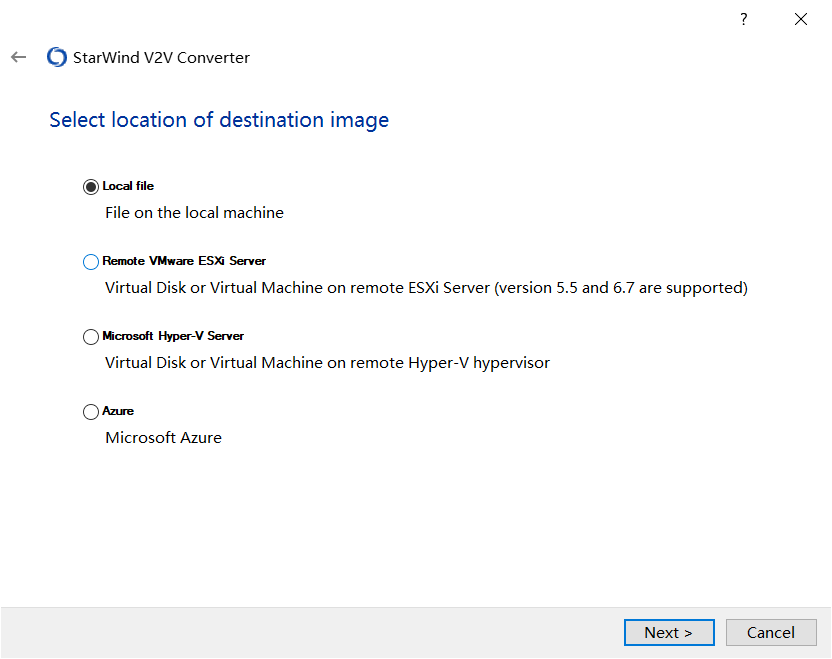 ?
StarWind V2V Converter
Select location of destination image
Local file
File on the local machine
Remote VMware ESXi Server
Virtual Disk or Virtual Machine on remote ESXi Server (version 5.5 and 6.7 are supported)
Microsoft Hyper-V Server
Virtual Disk or Virtual Machine on remote Hyper-V hypervisor
Azure
Microsoft Azure
Next >
Cancel